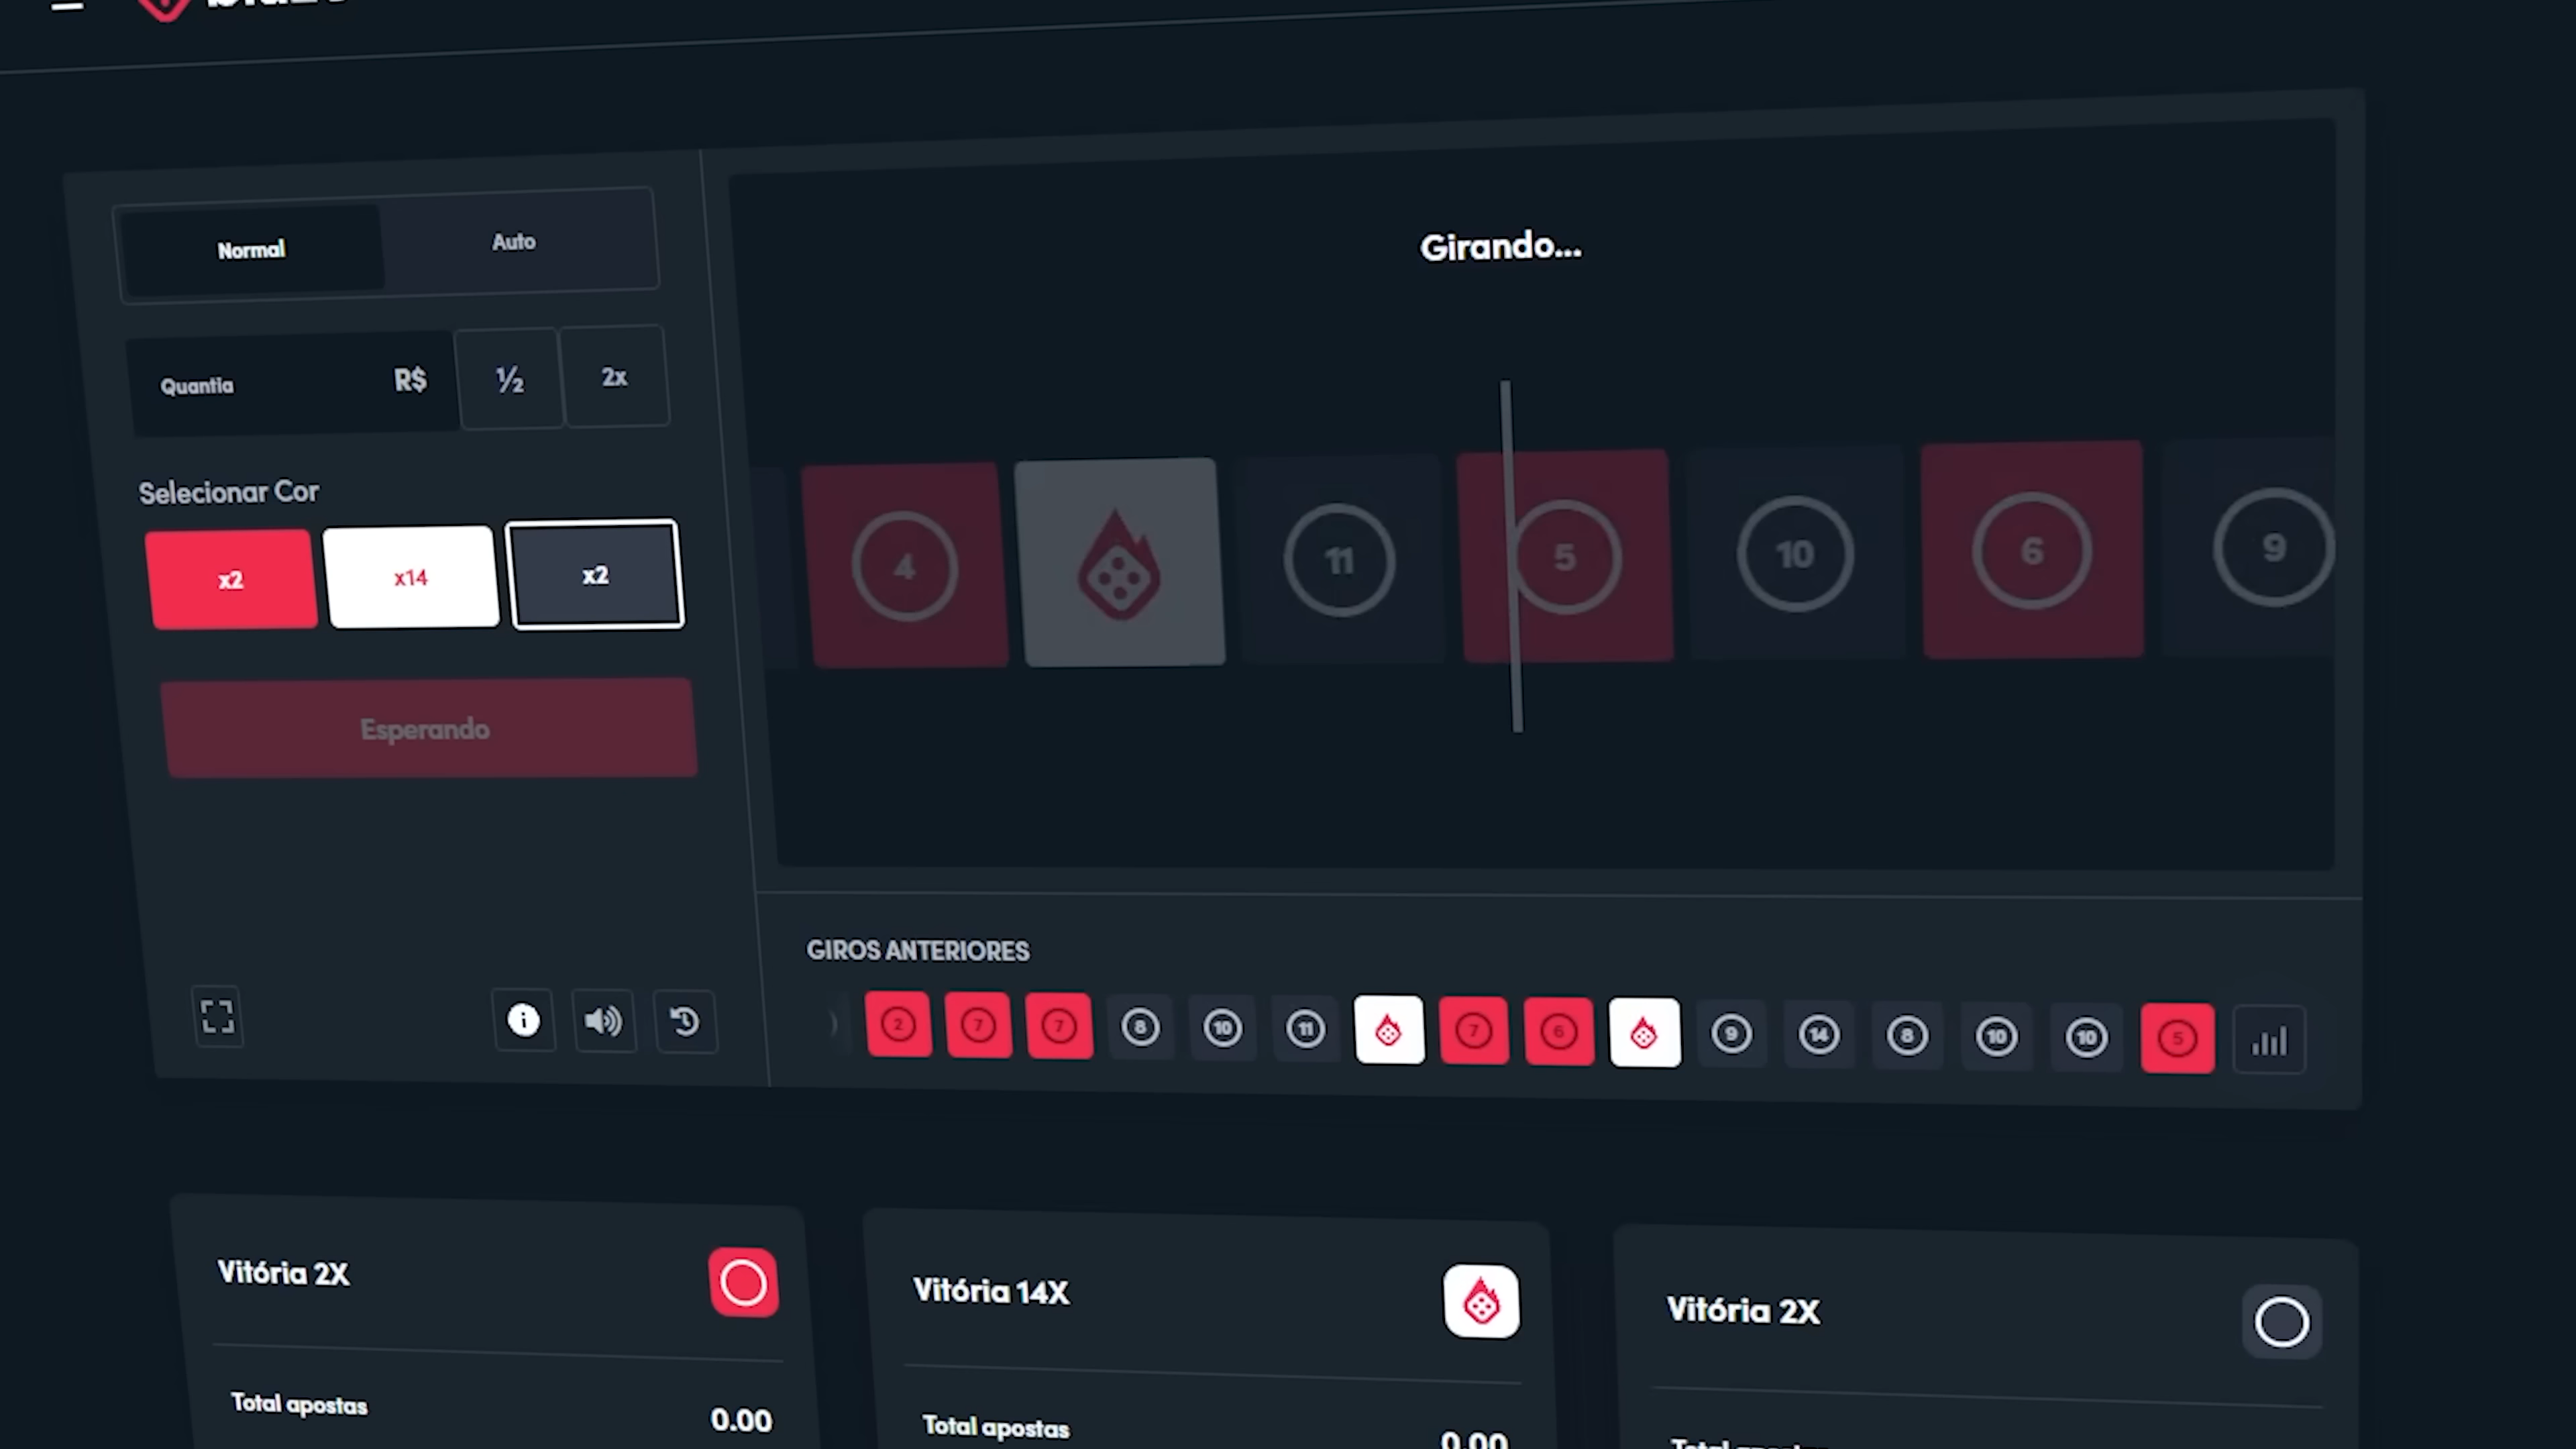 Normal
Auto
Quantia R$ ½ 2x
Selecionar Cor
x2 x14 x2
Esperando
Girando...
4 11 5 10 6 9
GIROS ANTERIORES
2 7 7 8 10 11 7 6 9 14 8 10 10 5
Vitória 2X
Total apostas 0.00
Vitória 14X
Total apostas 0.00
Vitória 2X